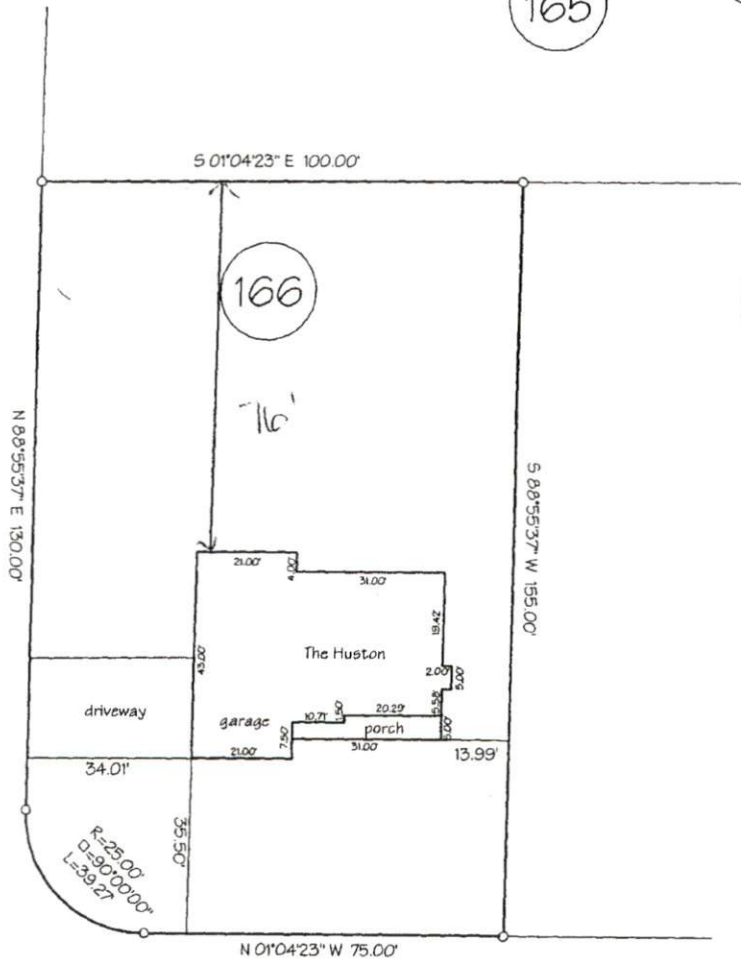 165
S 01°04'23" E 100.00'
166
76'
N 88°55'37" E 130.00'
S 88°55'37" W 155.00'
21.00'
4.00'
31.00'
19.42'
43.00'
The Huston
2.00'
5.00'
5.58'
driveway
garage
10.71'
1.50'
20.29'
porch
5.00'
7.50'
31.00'
13.99'
21.00'
34.01'
35.50'
R=25.00'
□=90°00'00"
L=39.27'
N 01°04'23" W 75.00'